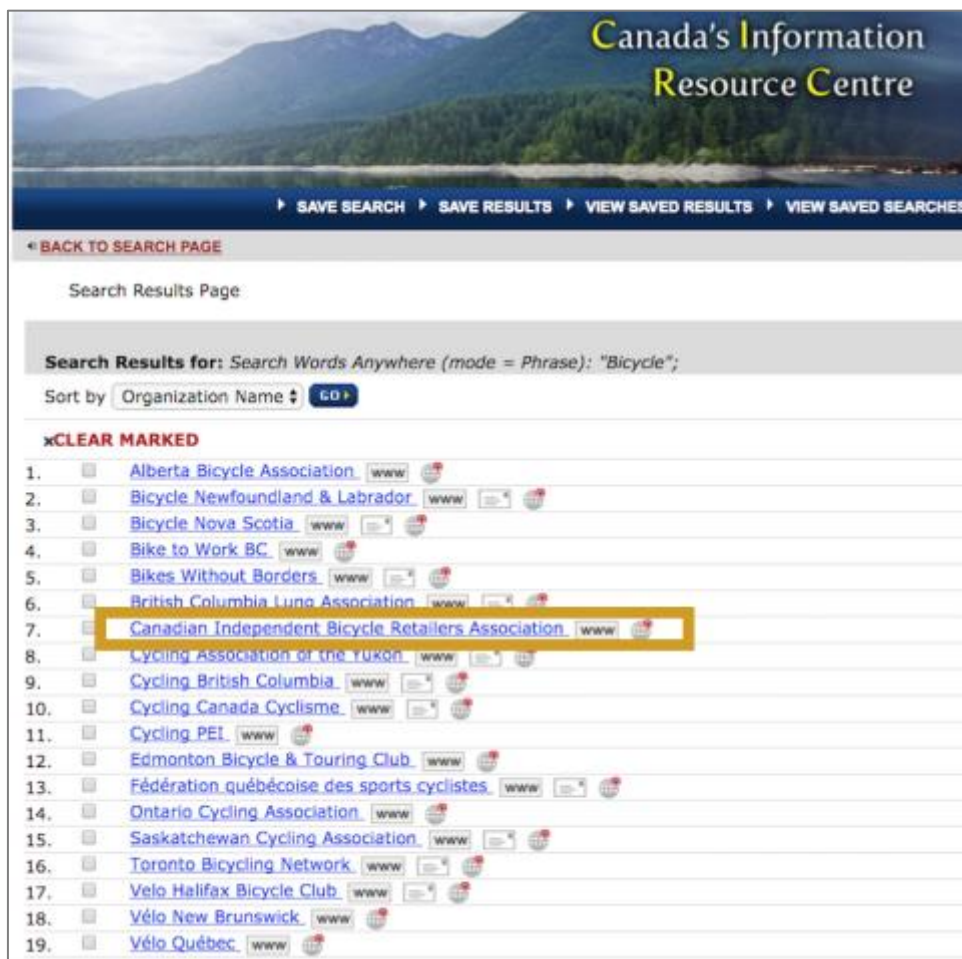 Canada's Information
Resource Centre
SAVE SEARCH SAVE RESULTS VIEW SAVED RESULTS VIEW SAVED SEARCHES
BACK TO SEARCH PAGE
Search Results Page
Search Results for: Search Words Anywhere (mode = Phrase): "Bicycle";
Sort by Organization Name GO
xCLEAR MARKED
1. Alberta Bicycle Association www
2. Bicycle Newfoundland & Labrador www
3. Bicycle Nova Scotia www
4. Bike to Work BC www
5. Bikes Without Borders www
6. British Columbia Lung Association www
7. Canadian Independent Bicycle Retailers Association www
8. Cycling Association of the Yukon www
9. Cycling British Columbia www
10. Cycling Canada Cyclisme www
11. Cycling PEI www
12. Edmonton Bicycle & Touring Club www
13. Fédération québécoise des sports cyclistes www
14. Ontario Cycling Association www
15. Saskatchewan Cycling Association www
16. Toronto Bicycling Network www
17. Velo Halifax Bicycle Club www
18. Vélo New Brunswick www
19. Vélo Québec www